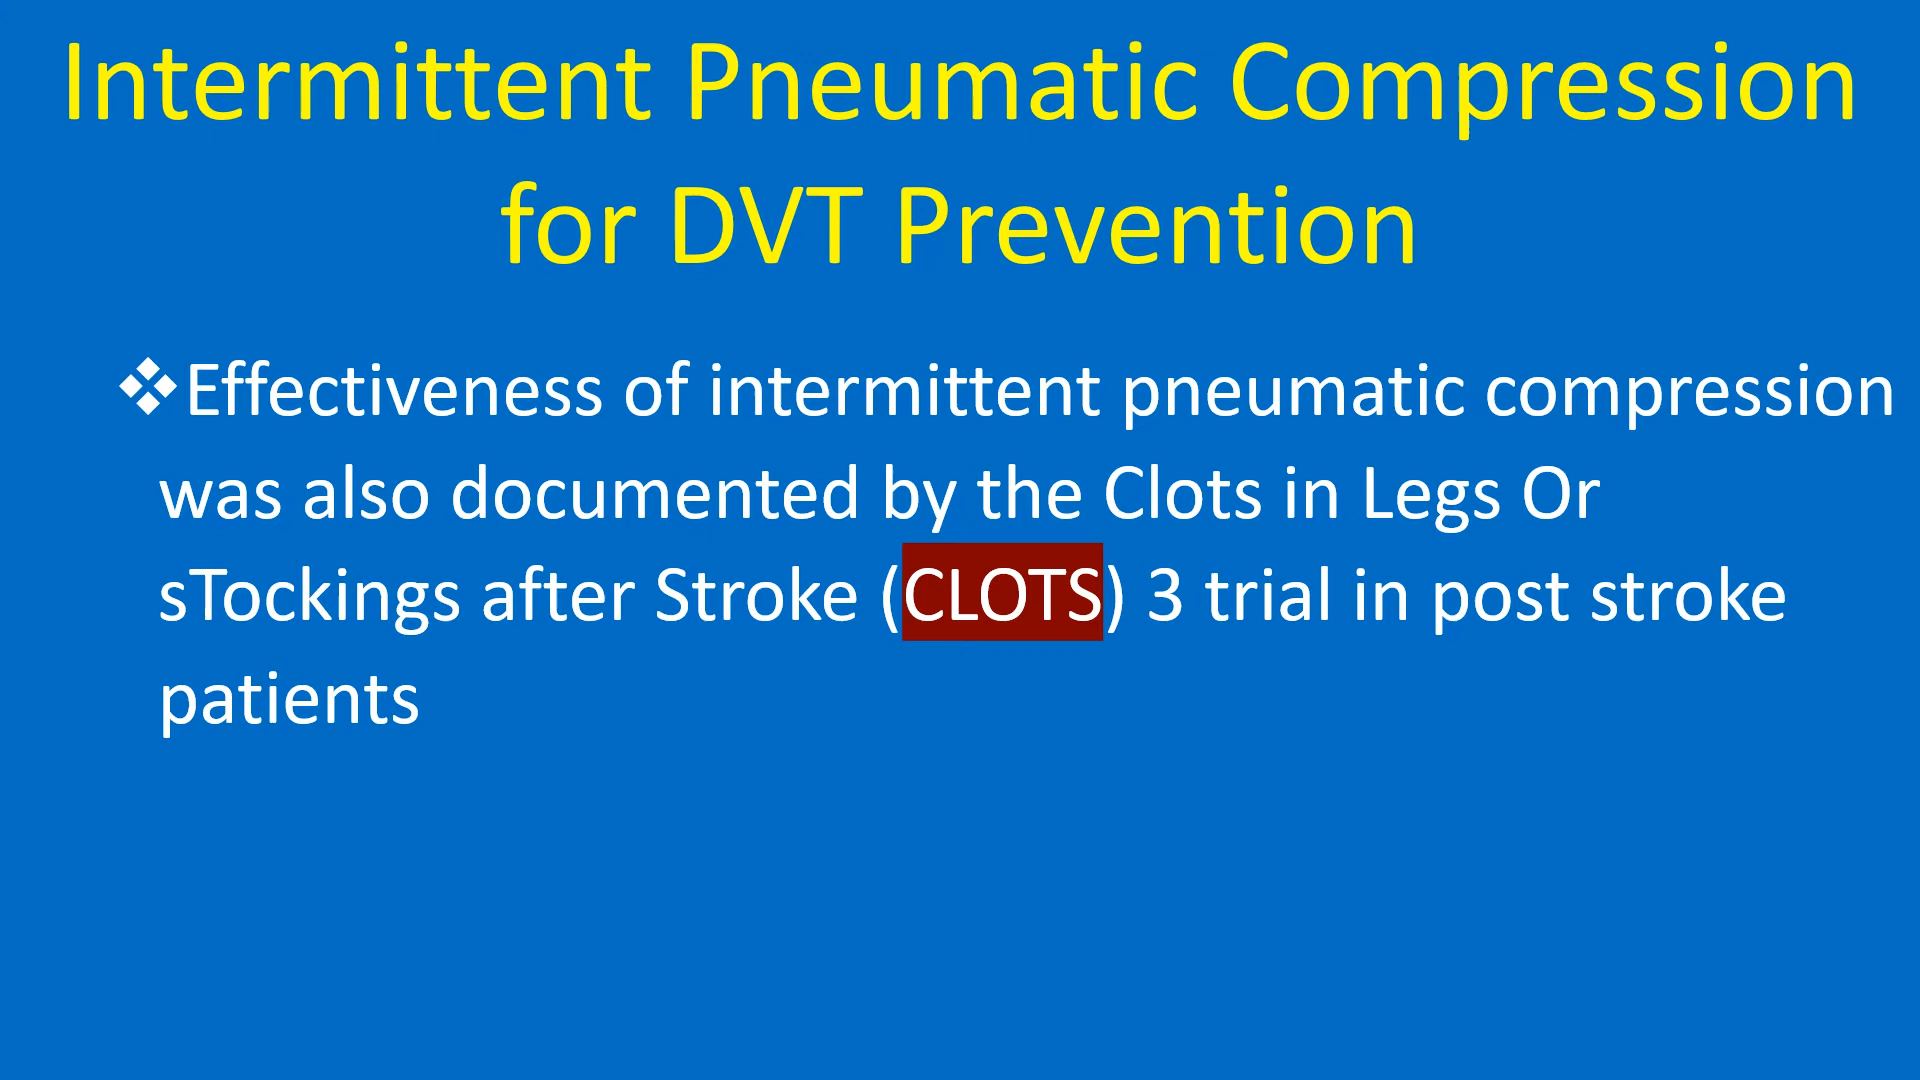 Intermittent Pneumatic Compression
for DVT Prevention
❖Effectiveness of intermittent pneumatic compression
was also documented by the Clots in Legs Or
sTockings after Stroke (CLOTS) 3 trial in post stroke
patients